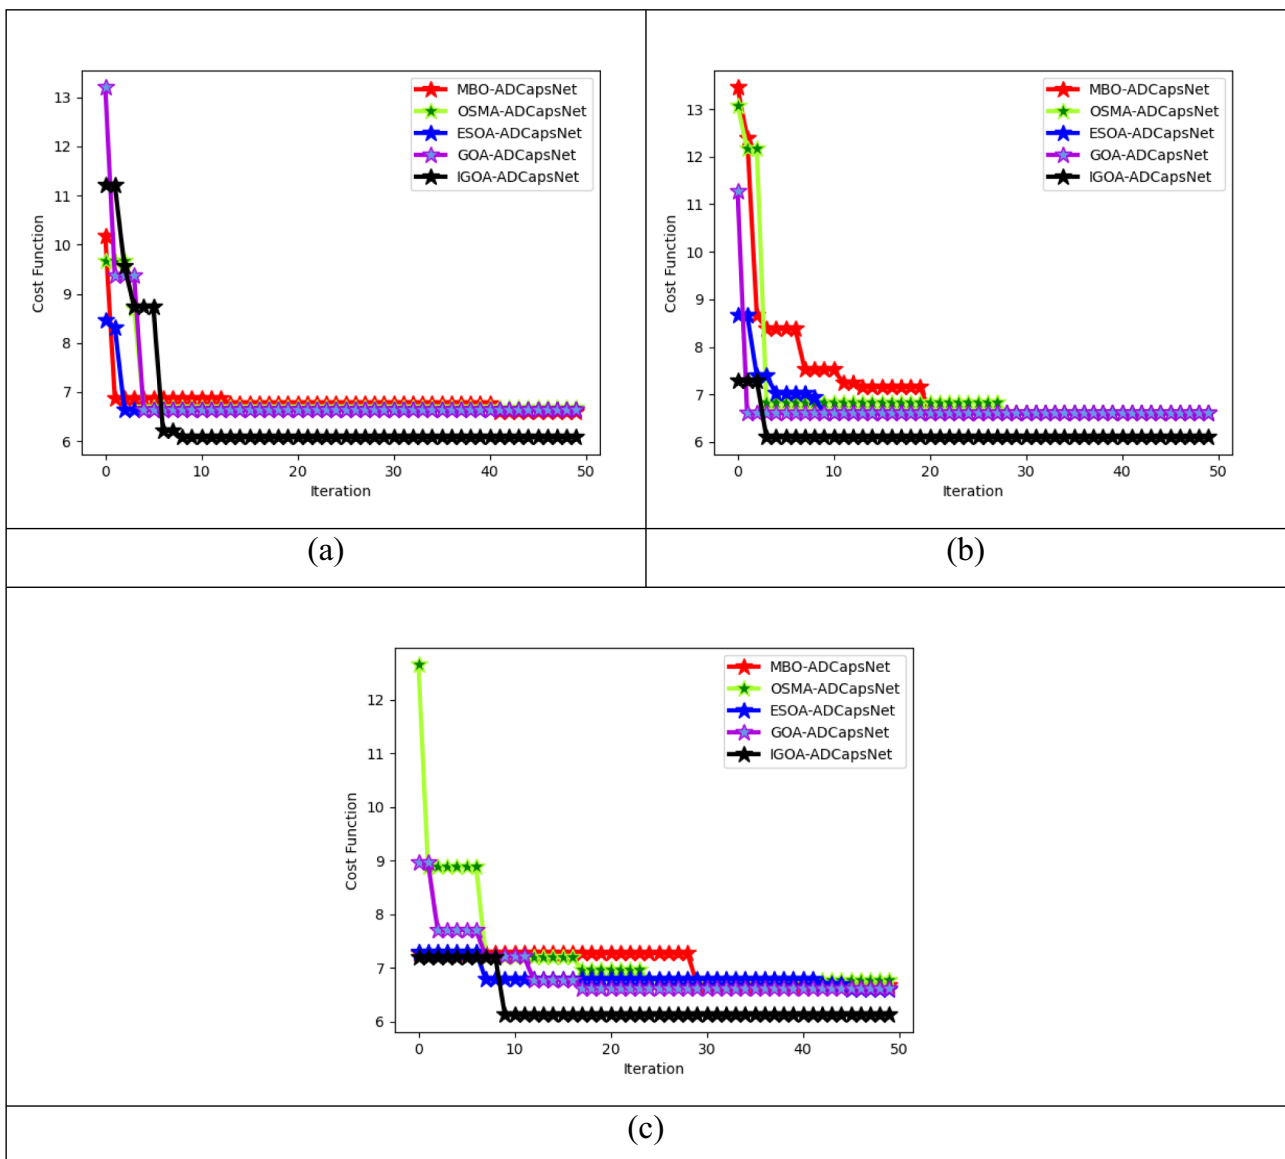 13
12
11
10
9
8
7
6
Cost Function
0
10
20
30
40
50
Iteration
MBO-ADCapsNet
OSMA-ADCapsNet
ESOA-ADCapsNet
GOA-ADCapsNet
IGOA-ADCapsNet
13
12
11
10
9
8
7
6
Cost Function
0
10
20
30
40
50
Iteration
MBO-ADCapsNet
OSMA-ADCapsNet
ESOA-ADCapsNet
GOA-ADCapsNet
IGOA-ADCapsNet
(a)
(b)
12
11
10
9
8
7
6
Cost Function
0
10
20
30
40
50
Iteration
MBO-ADCapsNet
OSMA-ADCapsNet
ESOA-ADCapsNet
GOA-ADCapsNet
IGOA-ADCapsNet
(c)